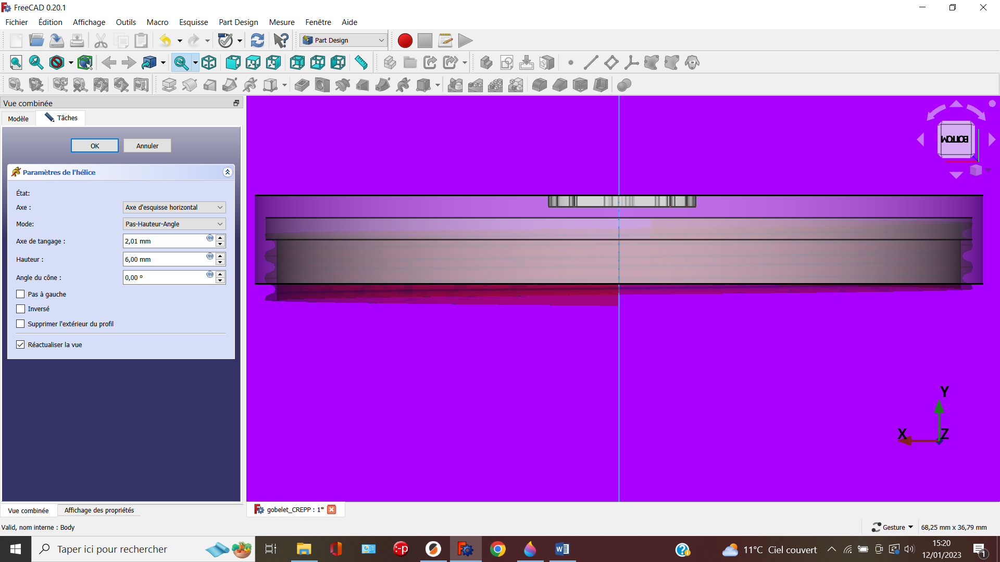 FreeCAD 0.20.1
Fichier Édition Affichage Outils Macro Esquisse Part Design Mesure Fenêtre Aide
Part Design
Vue combinée
Modèle Tâches
OK Annuler
Paramètres de l'hélice
État:
Axe : Axe d'esquisse horizontal
Mode: Pas-Hauteur-Angle
Axe de tangage : 2,01 mm
Hauteur : 6,00 mm
Angle du cône : 0,00 °
Pas à gauche
Inversé
Supprimer l'extérieur du profil
Réactualiser la vue
BOTTOM
Y
X Z
Vue combinée Affichage des propriétés
gobelet_CREPP : 1*
Valid, nom interne : Body
Gesture 68,25 mm x 36,79 mm
Taper ici pour rechercher
11°C Ciel couvert
15:20
12/01/2023
1